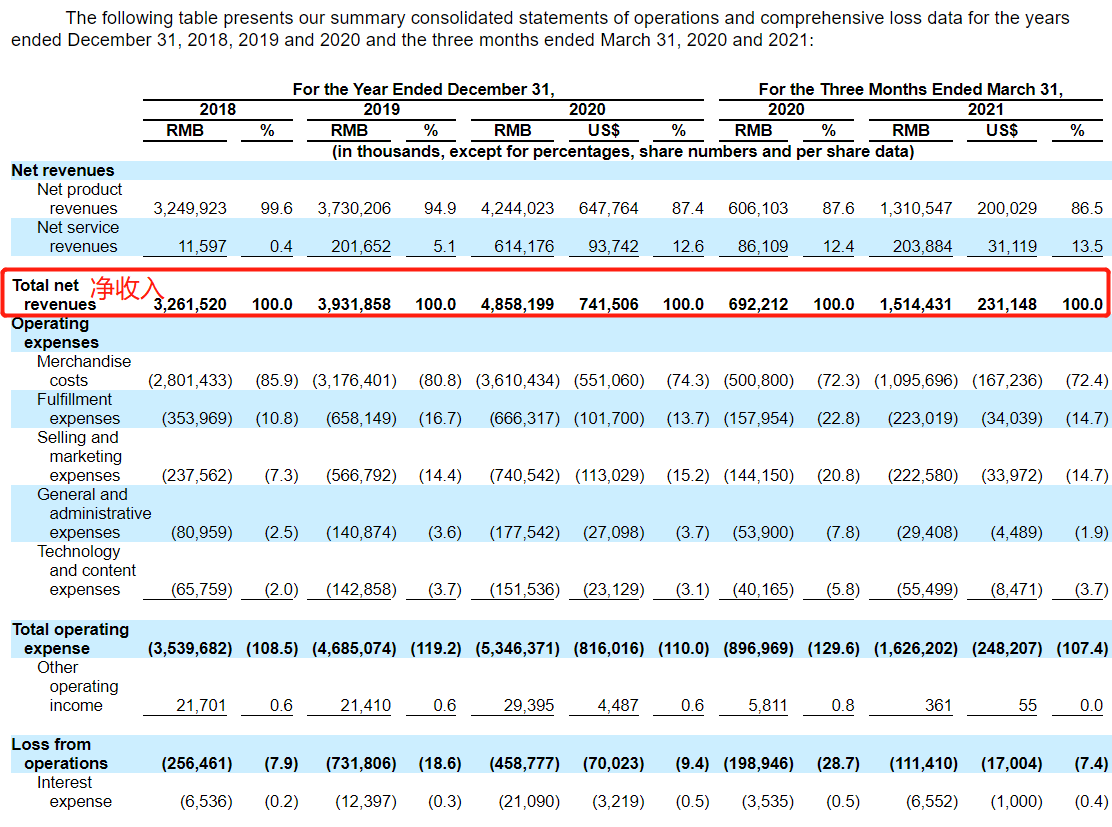 The following table presents our summary consolidated statements of operations and comprehensive loss data for the years
ended December 31, 2018, 2019 and 2020 and the three months ended March 31, 2020 and 2021:
For the Year Ended December 31, For the Three Months Ended March 31,
2018 2019 2020 2020 2021
RMB % RMB % RMB US$ % RMB % RMB US$ %
(in thousands, except for percentages, share numbers and per share data)
Net revenues
Net product
revenues 3,249,923 99.6 3,730,206 94.9 4,244,023 647,764 87.4 606,103 87.6 1,310,547 200,029 86.5
Net service
revenues 11,597 0.4 201,652 5.1 614,176 93,742 12.6 86,109 12.4 203,884 31,119 13.5
Total net 净收入
revenues 3,261,520 100.0 3,931,858 100.0 4,858,199 741,506 100.0 692,212 100.0 1,514,431 231,148 100.0
Operating
expenses
Merchandise
costs (2,801,433) (85.9) (3,176,401) (80.8) (3,610,434) (551,060) (74.3) (500,800) (72.3) (1,095,696) (167,236) (72.4)
Fulfillment
expenses (353,969) (10.8) (658,149) (16.7) (666,317) (101,700) (13.7) (157,954) (22.8) (223,019) (34,039) (14.7)
Selling and
marketing
expenses (237,562) (7.3) (566,792) (14.4) (740,542) (113,029) (15.2) (144,150) (20.8) (222,580) (33,972) (14.7)
General and
administrative
expenses (80,959) (2.5) (140,874) (3.6) (177,542) (27,098) (3.7) (53,900) (7.8) (29,408) (4,489) (1.9)
Technology
and content
expenses (65,759) (2.0) (142,858) (3.7) (151,536) (23,129) (3.1) (40,165) (5.8) (55,499) (8,471) (3.7)
Total operating
expense (3,539,682) (108.5) (4,685,074) (119.2) (5,346,371) (816,016) (110.0) (896,969) (129.6) (1,626,202) (248,207) (107.4)
Other
operating
income 21,701 0.6 21,410 0.6 29,395 4,487 0.6 5,811 0.8 361 55 0.0
Loss from
operations (256,461) (7.9) (731,806) (18.6) (458,777) (70,023) (9.4) (198,946) (28.7) (111,410) (17,004) (7.4)
Interest
expense (6,536) (0.2) (12,397) (0.3) (21,090) (3,219) (0.5) (3,535) (0.5) (6,552) (1,000) (0.4)